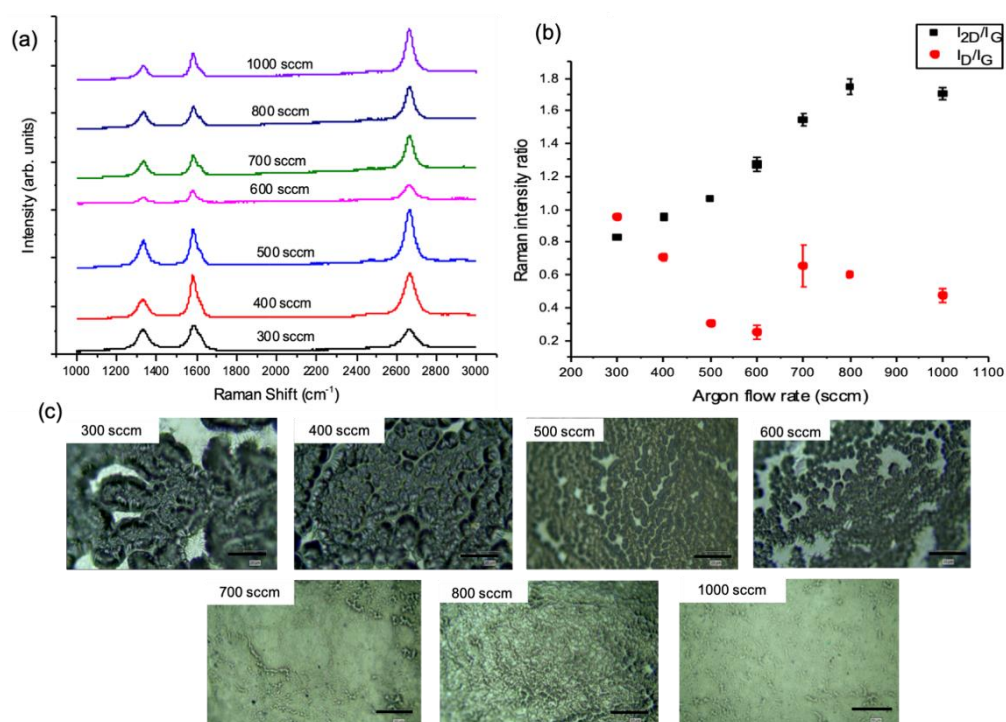 (a)
1000 sccm
800 sccm
700 sccm
600 sccm
500 sccm
400 sccm
300 sccm
Intensity (arb. units)
1000 1200 1400 1600 1800 2000 2200 2400 2600 2800 3000
Raman Shift (cm⁻¹)
(b)
I2D/IG
ID/IG
1.8
1.6
1.4
1.2
1.0
0.8
0.6
0.4
0.2
Raman intensity ratio
200 300 400 500 600 700 800 900 1000 1100
Argon flow rate (sccm)
(c)
300 sccm
400 sccm
500 sccm
600 sccm
700 sccm
800 sccm
1000 sccm